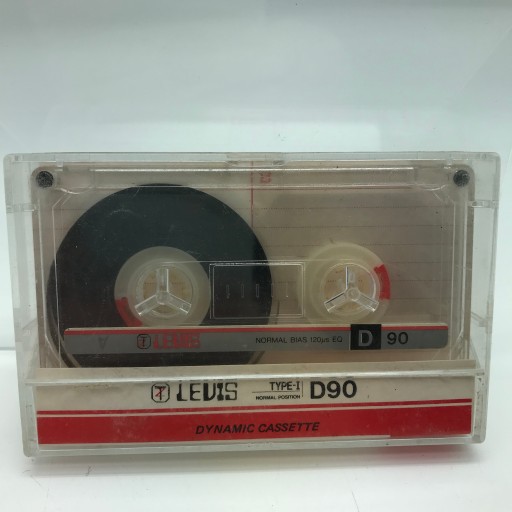 B
LEVIS
NORMAL BIAS 120μs EQ
D 90
LEVIS
TYPE-I
NORMAL POSITION
D90
DYNAMIC CASSETTE